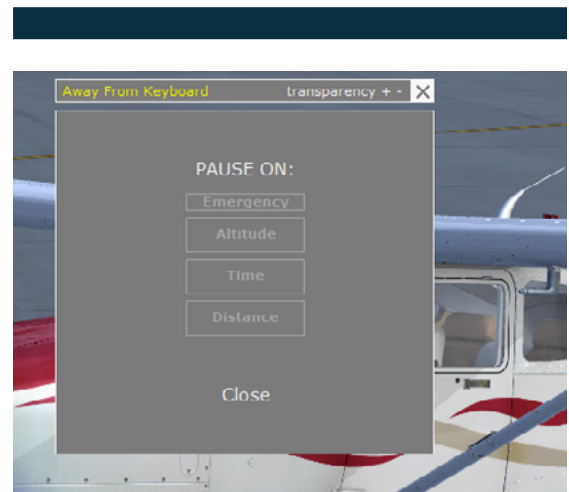 Away From Keyboard transparency + - X
PAUSE ON:
Emergency
Altitude
Time
Distance
Close